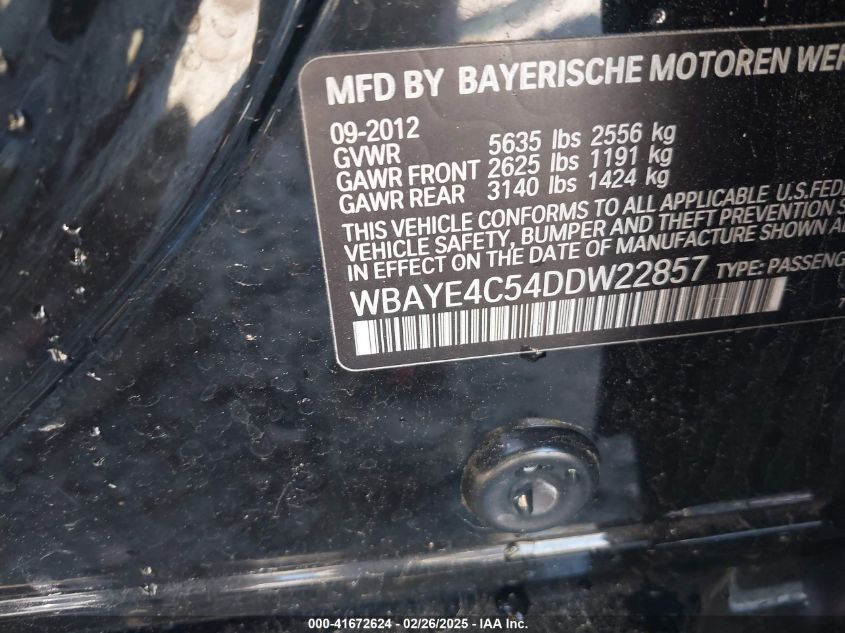 MFD BY BAYERISCHE MOTOREN
09-2012
GVWR 5635 lbs 2556 kg
GAWR FRONT 2625 lbs 1191 kg
GAWR REAR 3140 lbs 1424 kg
THIS VEHICLE CONFORMS TO ALL APPLICABLE U.S.FED
VEHICLE SAFETY, BUMPER AND THEFT PREVENTION S
IN EFFECT ON THE DATE OF MANUFACTURE SHOWN A
WBAYE4C54DDW22857 TYPE: PASSENG
000-41672624 - 02/26/2025 - IAA Inc.